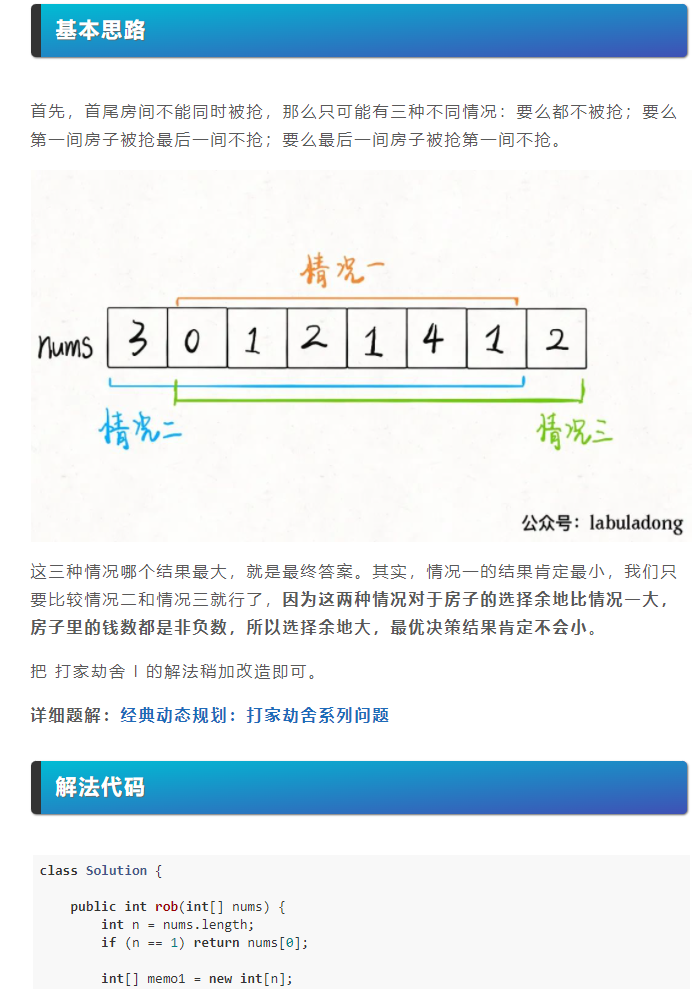 基本思路
首先，首尾房间不能同时被抢，那么只可能有三种不同情况：要么都不被抢；要么
第一间房子被抢最后一间不抢；要么最后一间房子被抢第一间不抢。
情况一
nums 3 0 1 2 1 4 1 2
情况二
情况三
公众号：labuladong
这三种情况哪个结果最大，就是最终答案。其实，情况一的结果肯定最小，我们只
要比较情况二和情况三就行了，因为这两种情况对于房子的选择余地比情况一大，
房子里的钱数都是非负数，所以选择余地大，最优决策结果肯定不会小。
把 打家劫舍 I 的解法稍加改造即可。
详细题解：经典动态规划：打家劫舍系列问题
解法代码
class Solution {
public int rob(int[] nums) {
int n = nums.length;
if (n == 1) return nums[0];
int[] memo1 = new int[n];